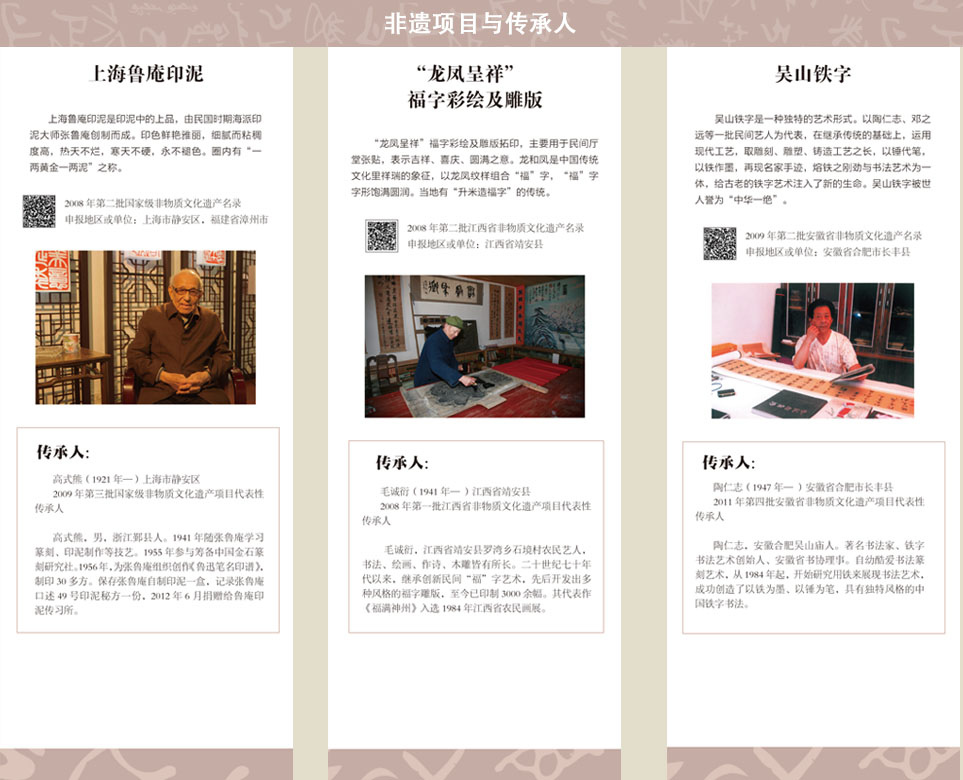 非遗项目与传承人
上海鲁庵印泥
上海鲁庵印泥是印泥中的上品，由民国时期海派印
泥大师张鲁庵创制而成。印色鲜艳雅丽，细腻而粘稠
度高，热天不烂，寒天不硬，永不褪色。圈内有“一
两黄金一两泥”之称。
2008 年第二批国家级非物质文化遗产名录
申报地区或单位：上海市静安区，福建省漳州市
传承人:
高式熊（1921 年—）上海市静安区
2009 年第三批国家级非物质文化遗产项目代表性
传承人
高式熊，男，浙江鄞县人。1941 年随张鲁庵学习
篆刻、印泥制作等技艺。1955 年参与筹备中国金石篆
刻研究社。1956年，为张鲁庵组织创作《鲁迅笔名印谱》，
制印 30 多方。保存张鲁庵自制印泥一盒，记录张鲁庵
口述 49 号印泥秘方一份，2012 年 6 月捐赠给鲁庵印
泥传习所。
“龙凤呈祥”
福字彩绘及雕版
“龙凤呈祥”福字彩绘及雕版拓印，主要用于民间厅
堂张贴，表示吉祥、喜庆、圆满之意。龙和凤是中国传统
文化里祥瑞的象征，以龙凤纹样组合“福”字，“福”字
字形饱满圆润。当地有“升米造福字”的传统。
2008 年第二批江西省非物质文化遗产名录
申报地区或单位：江西省靖安县
传承人:
毛诚衍（1941 年— ）江西省靖安县
2008 年第一批江西省非物质文化遗产项目代表性
传承人
毛诚衍，江西省靖安县罗湾乡石境村农民艺人，
书法、绘画、作诗、木雕皆有所长。二十世纪七十年
代以来，继承创新民间“福”字艺术，先后开发出多
种风格的福字雕版，至今已印制 3000 余幅。其代表作
《福满神州》入选 1984 年江西省农民画展。
吴山铁字
吴山铁字是一种独特的艺术形式。以陶仁志、邓之
远等一批民间艺人为代表，在继承传统的基础上，运用
现代工艺，取雕刻、雕塑、铸造工艺之长，以锤代笔，
以铁作墨，再现名家手迹，熔铁之刚劲与书法艺术为一
体，给古老的铁字艺术注入了新的生命。吴山铁字被世
人誉为“中华一绝”。
2009 年第二批安徽省非物质文化遗产名录
申报地区或单位：安徽省合肥市长丰县
传承人:
陶仁志（1947 年— ）安徽省合肥市长丰县
2011 年第四批安徽省非物质文化遗产项目代表性
传承人
陶仁志，安徽合肥吴山庙人。著名书法家、铁字
书法艺术创始人、安徽省书协理事。自幼酷爱书法篆
刻艺术，从 1984 年起，开始研究用铁来展现书法艺术，
成功创造了以铁为墨、以锤为笔，具有独特风格的中
国铁字书法。